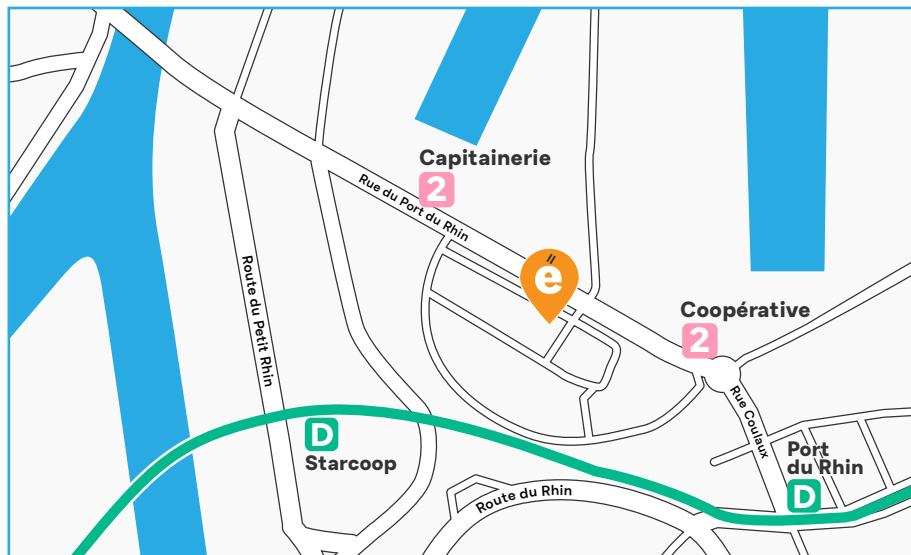 Capitainerie
2
Rue du Port du Rhin
e
Coopérative
2
Route du Petit Rhin
Rue Coulaux
D
Starcoop
Port
du Rhin
D
Route du Rhin